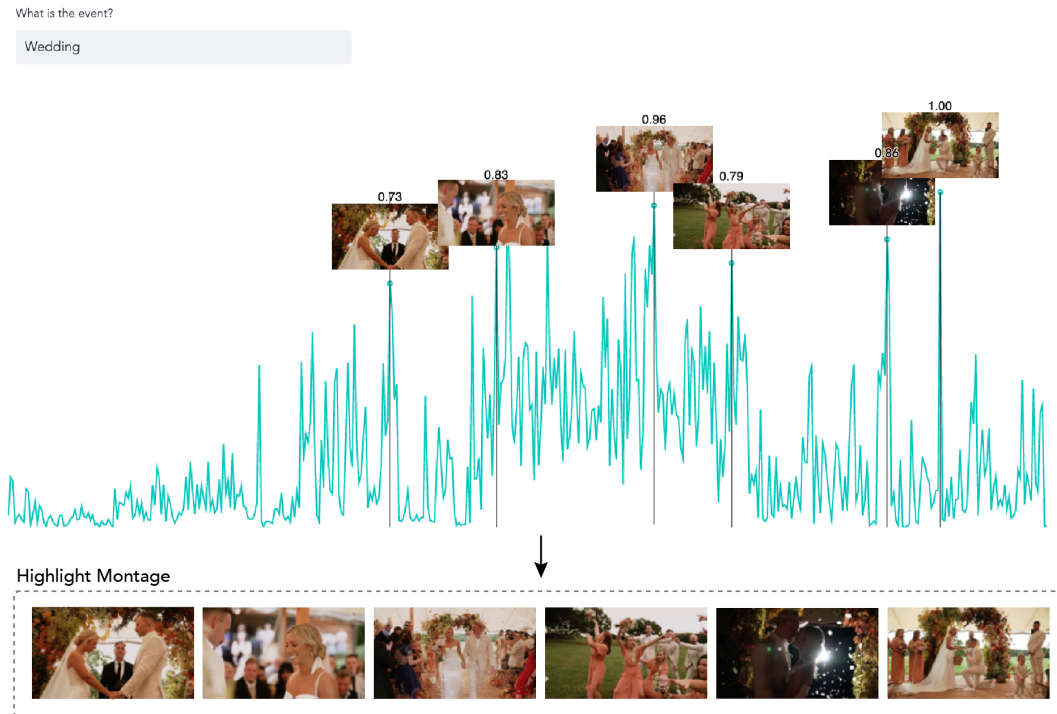 What is the event?
Wedding
1.00
0.96
0.86
0.83
0.79
0.73
Highlight Montage